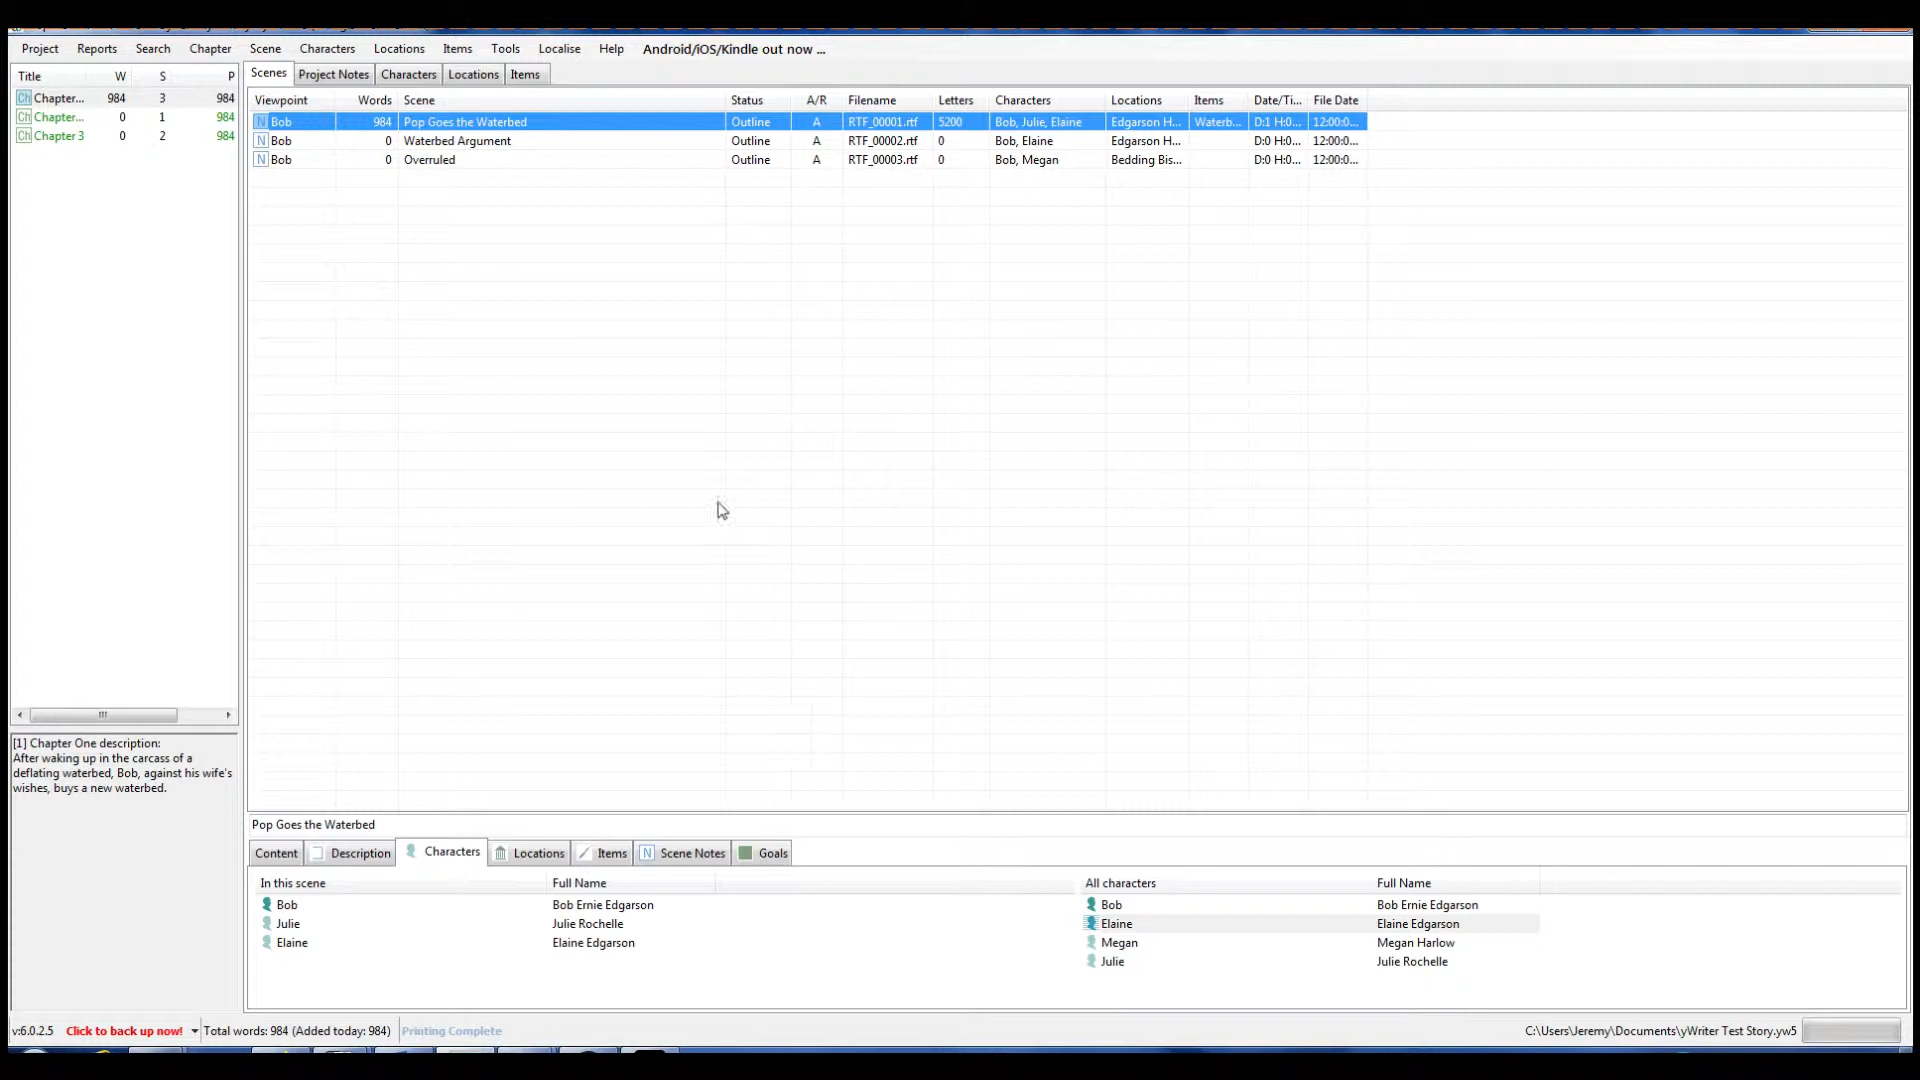 Project Reports Search Chapter Scene Characters Locations Items Tools Localise Help Android/iOS/Kindle out now ...
Title W S P
Chapter... 984 3 984
Chapter... 0 1 984
Chapter 3 0 2 984
Scenes Project Notes Characters Locations Items
Viewpoint Words Scene Status A/R Filename Letters Characters Locations Items Date/Ti... File Date
N Bob 984 Pop Goes the Waterbed Outline A RTF_00001.rtf 5200 Bob, Julie, Elaine Edgarson H... Waterb... D:1 H:0... 12:00:0...
N Bob 0 Waterbed Argument Outline A RTF_00002.rtf 0 Bob, Elaine Edgarson H... D:0 H:0... 12:00:0...
N Bob 0 Overruled Outline A RTF_00003.rtf 0 Bob, Megan Bedding Bis... D:0 H:0... 12:00:0...
[1] Chapter One description:
After waking up in the carcass of a
deflating waterbed, Bob, against his wife's
wishes, buys a new waterbed.
Pop Goes the Waterbed
Content Description Characters Locations Items N Scene Notes Goals
In this scene Full Name
Bob Bob Ernie Edgarson
Julie Julie Rochelle
Elaine Elaine Edgarson
All characters Full Name
Bob Bob Ernie Edgarson
Elaine Elaine Edgarson
Megan Megan Harlow
Julie Julie Rochelle
v:6.0.2.5 Click to back up now! Total words: 984 (Added today: 984) Printing Complete C:\Users\Jeremy\Documents\yWriter Test Story.yw5